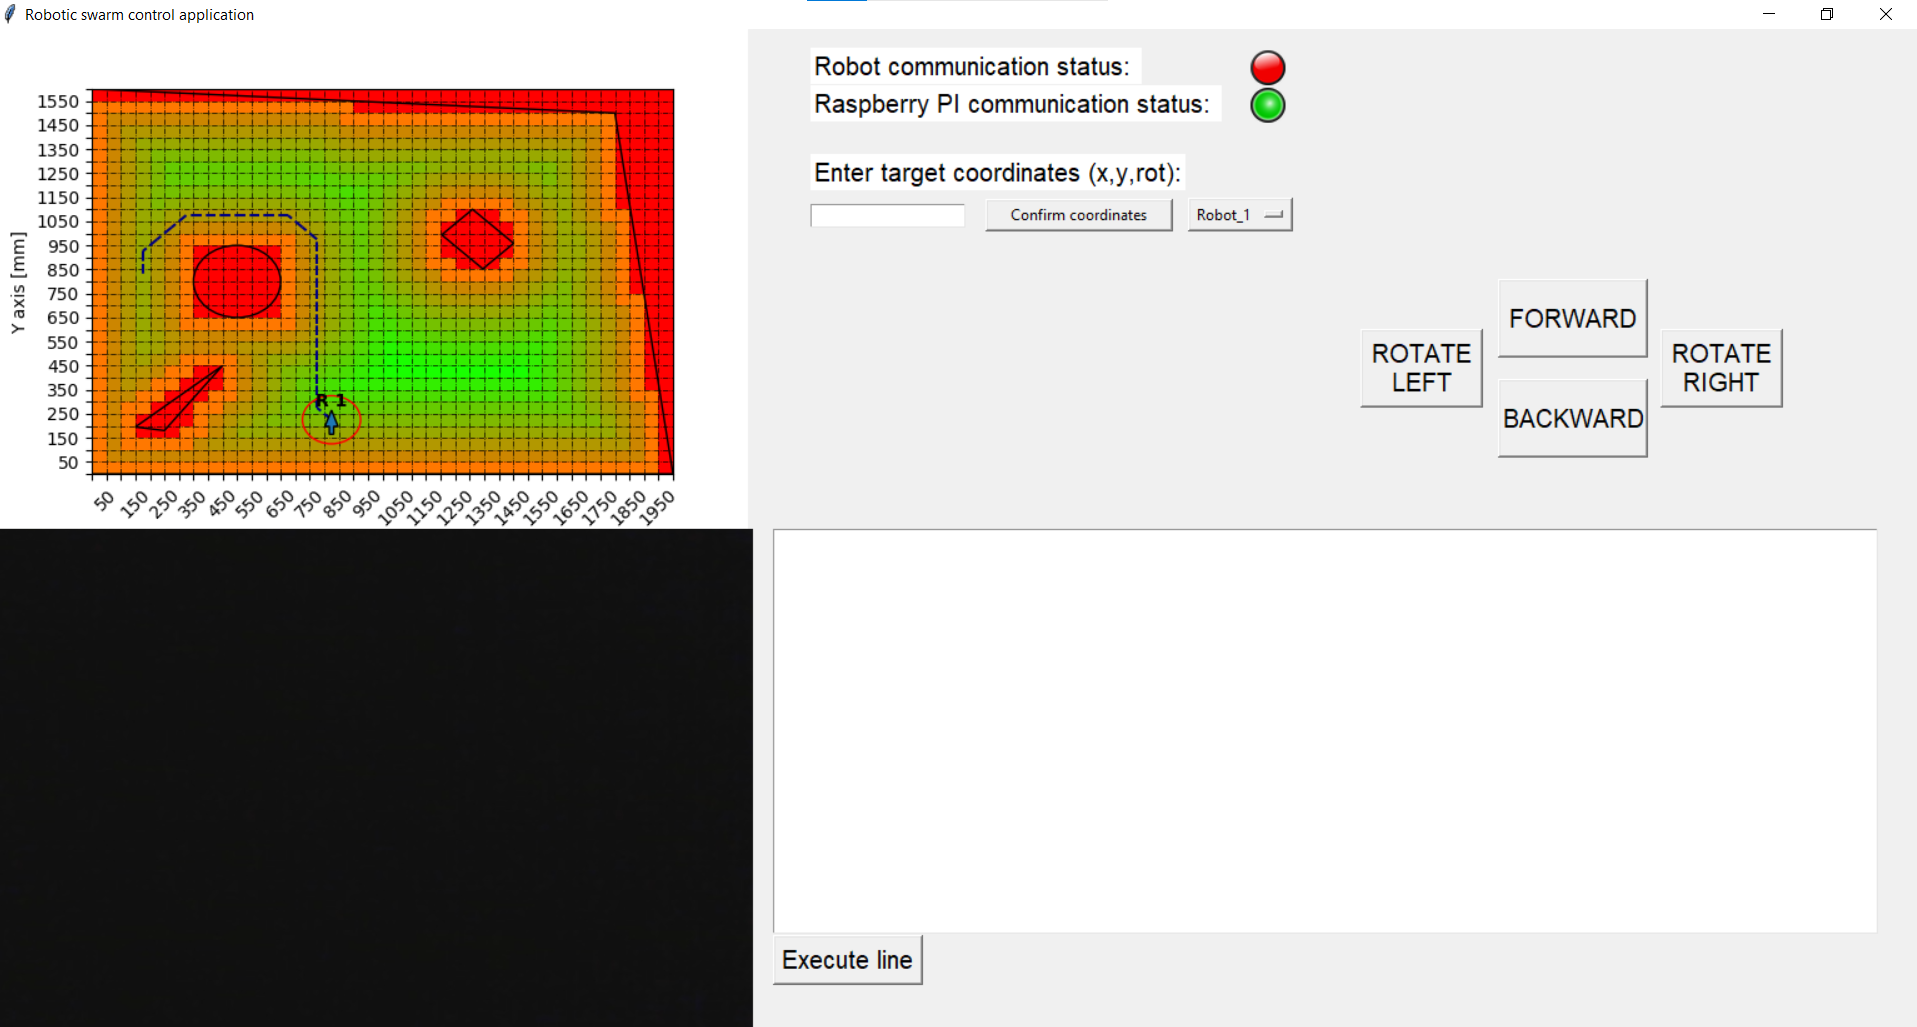 Robotic swarm control application
Robot communication status:
Raspberry PI communication status:
Enter target coordinates (x,y,rot):
Confirm coordinates
Robot_1
FORWARD
ROTATE
LEFT
ROTATE
RIGHT
BACKWARD
Y axis [mm]
1550
1450
1350
1250
1150
1050
950
850
750
650
550
450
350
250
150
50
R 1
50 150 250 350 450 550 650 750 850 950 1050 1150 1250 1350 1450 1550 1650 1750 1850 1950
Execute line